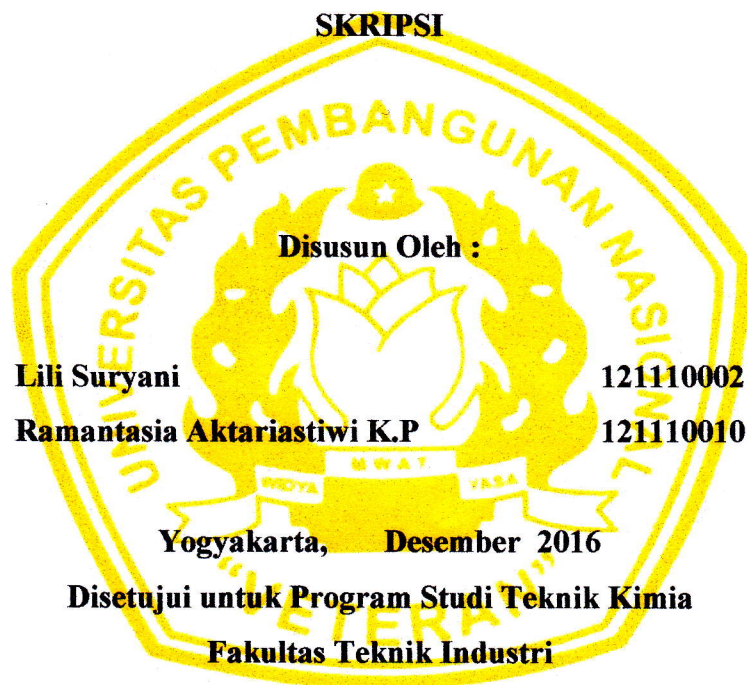 SKRIPSI
UNIVERSITAS PEMBANGUNAN NASIONAL
Disusun Oleh :
Lili Suryani 121110002
Ramantasia Aktariastiwi K.P 121110010
WIDYA M W A T. YASA
Yogyakarta, Desember 2016
"VETERAN"
Disetujui untuk Program Studi Teknik Kimia
Fakultas Teknik Industri